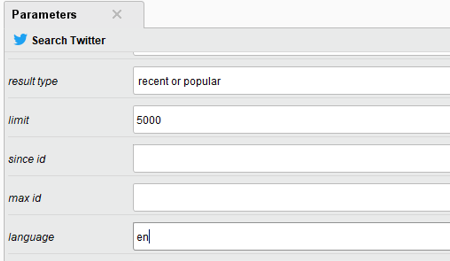 Parameters
Search Twitter
result type recent or popular
limit 5000
since id
max id
language en